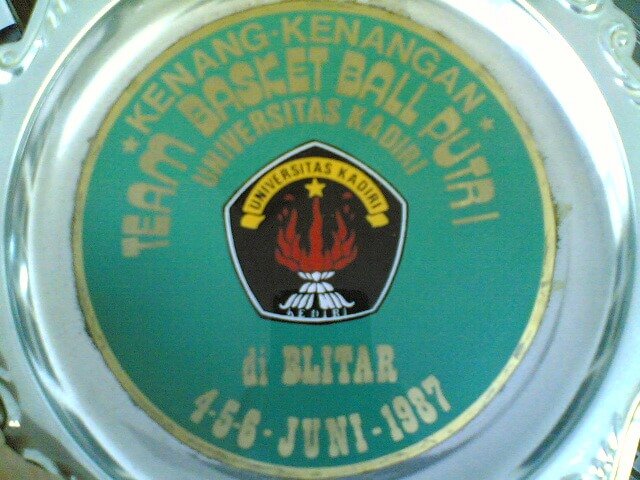 ★ KENANG-KENANGAN ★
TEAM BASKET BALL PUTRI
UNIVERSITAS KADIRI
UNIVERSITAS KADIRI
KEDIRI
di BLITAR
4-5-6-JUNI-1987